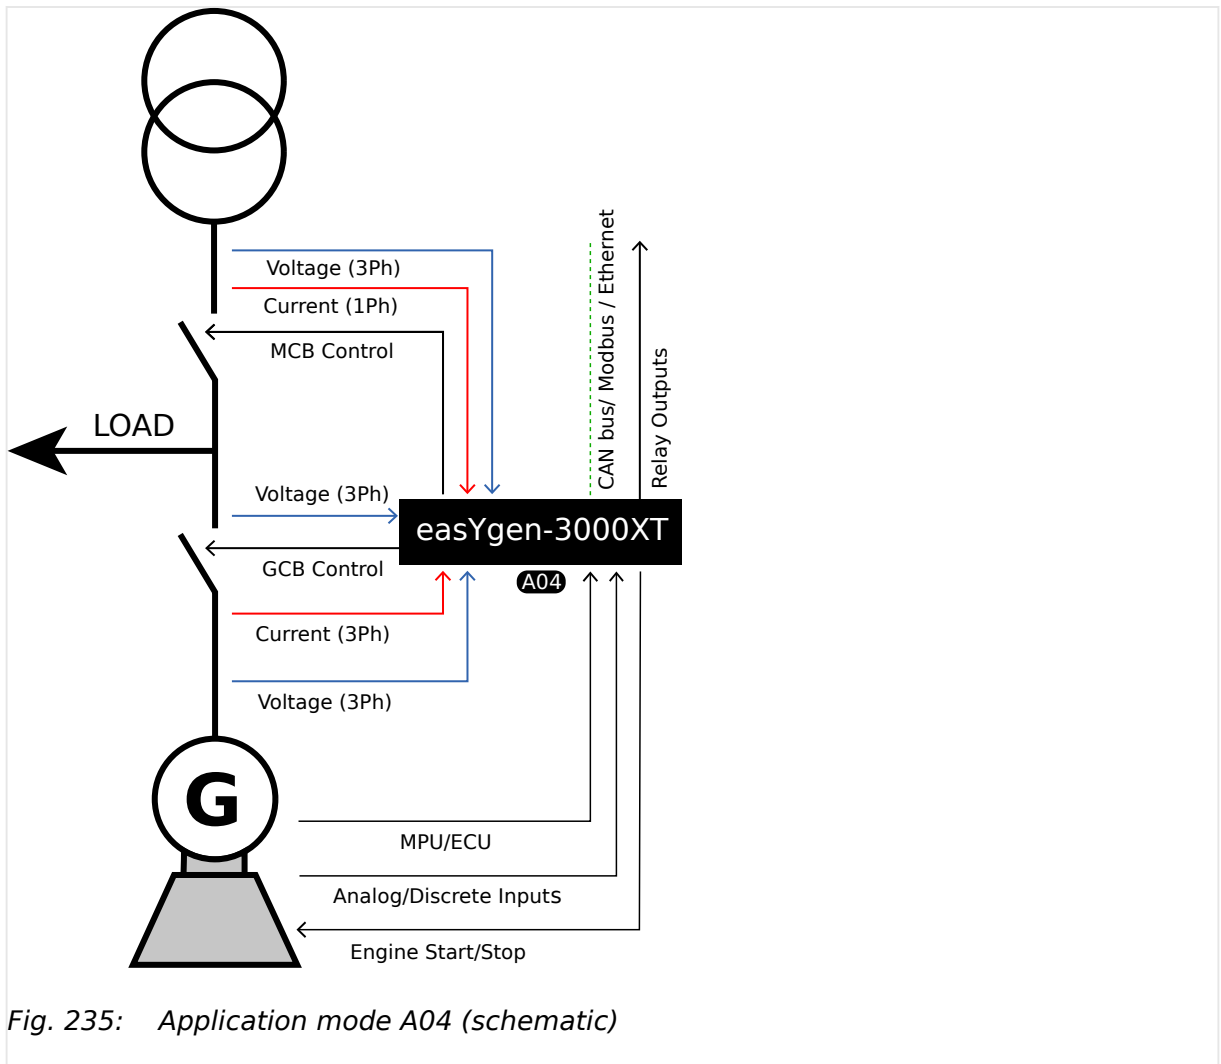 Voltage (3Ph)
Current (1Ph)
MCB Control
CAN bus/ Modbus / Ethernet
Relay Outputs
LOAD
Voltage (3Ph)
easYgen-3000XT
GCB Control
A04
Current (3Ph)
Voltage (3Ph)
G
MPU/ECU
Analog/Discrete Inputs
Engine Start/Stop
Fig. 235: Application mode A04 (schematic)